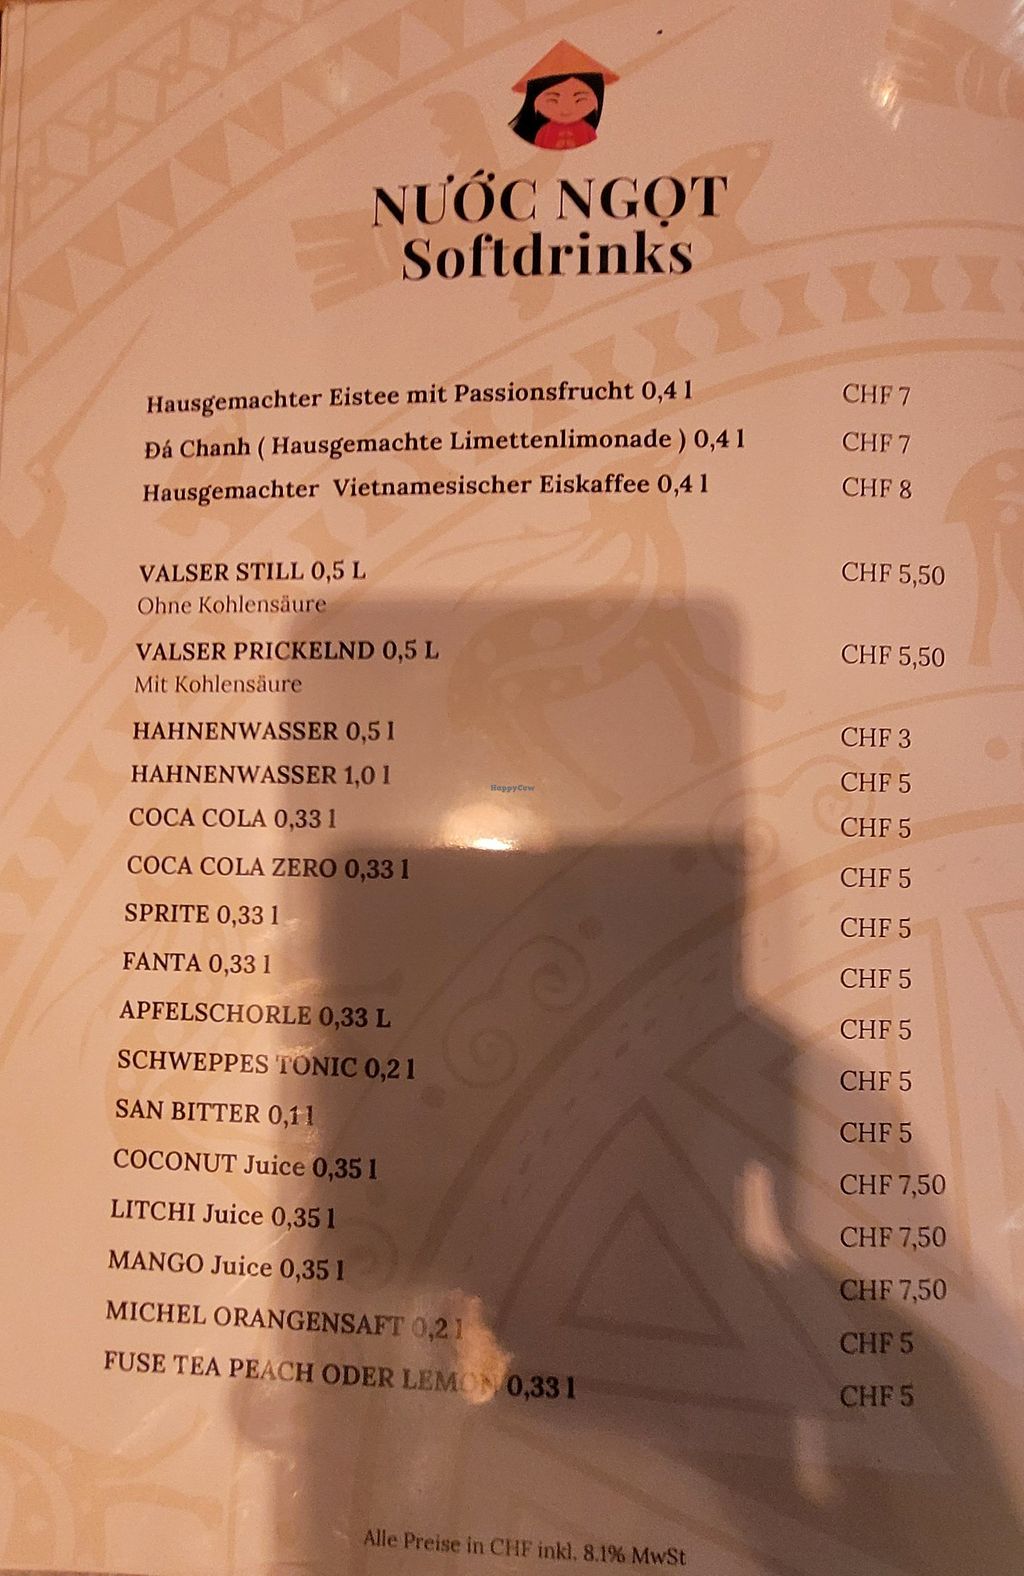 NƯỚC NGỌT
Softdrinks
Hausgemachter Eistee mit Passionsfrucht 0,4 l CHF 7
Đá Chanh ( Hausgemachte Limettenlimonade ) 0,4 l CHF 7
Hausgemachter Vietnamesischer Eiskaffee 0,4 l CHF 8
VALSER STILL 0,5 L CHF 5,50
Ohne Kohlensäure
VALSER PRICKELND 0,5 L CHF 5,50
Mit Kohlensäure
HAHNENWASSER 0,5 l CHF 3
HAHNENWASSER 1,0 l CHF 5
COCA COLA 0,33 l CHF 5
COCA COLA ZERO 0,33 l CHF 5
SPRITE 0,33 l CHF 5
FANTA 0,33 l CHF 5
APFELSCHORLE 0,33 L CHF 5
SCHWEPPES TONIC 0,2 l CHF 5
SAN BITTER 0,1 l CHF 5
COCONUT Juice 0,35 l CHF 7,50
LITCHI Juice 0,35 l CHF 7,50
MANGO Juice 0,35 l CHF 7,50
MICHEL ORANGENSAFT 0,2 l CHF 5
FUSE TEA PEACH ODER LEMON 0,33 l CHF 5
Alle Preise in CHF inkl. 8.1% MwSt
HappyCow